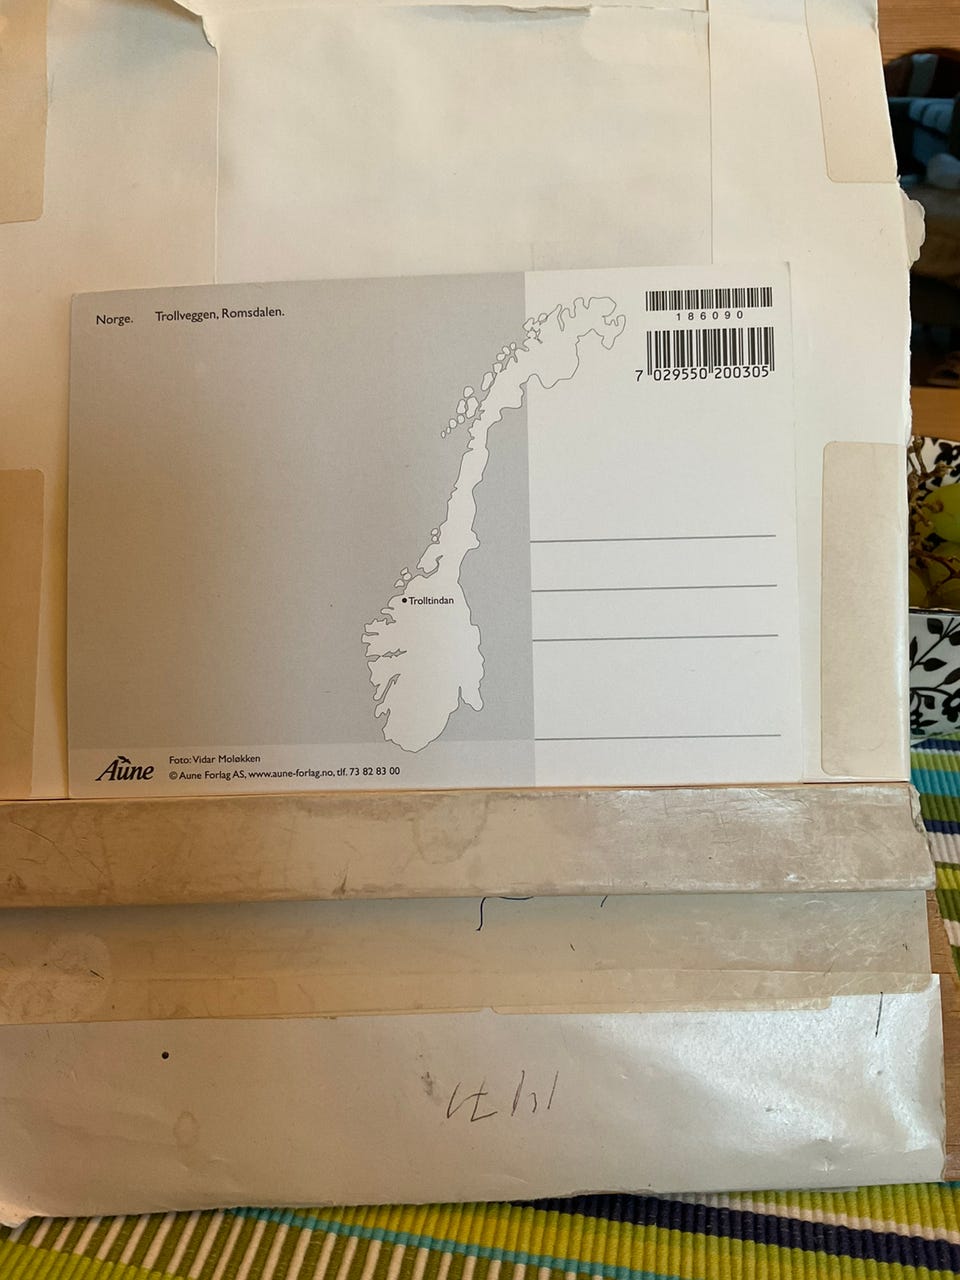 Norge. Trollveggen, Romsdalen.
186090
7 029550 200305
Trolltindan
Aune
Foto: Vidar Moløkken
© Aune Forlag AS, www.aune-forlag.no, tlf. 73 82 83 00